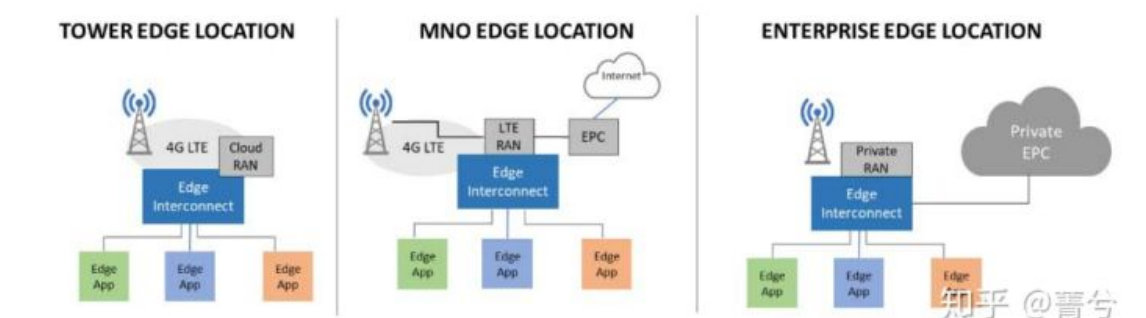 TOWER EDGE LOCATION
4G LTE
Cloud
RAN
Edge
Interconnect
Edge
App
Edge
App
Edge
App
MNO EDGE LOCATION
Internet
4G LTE
LTE
RAN
EPC
Edge
Interconnect
Edge
App
Edge
App
Edge
App
ENTERPRISE EDGE LOCATION
Private
RAN
Private
EPC
Edge
Interconnect
Edge
App
Edge
App
Edge
App
知乎 @菁兮